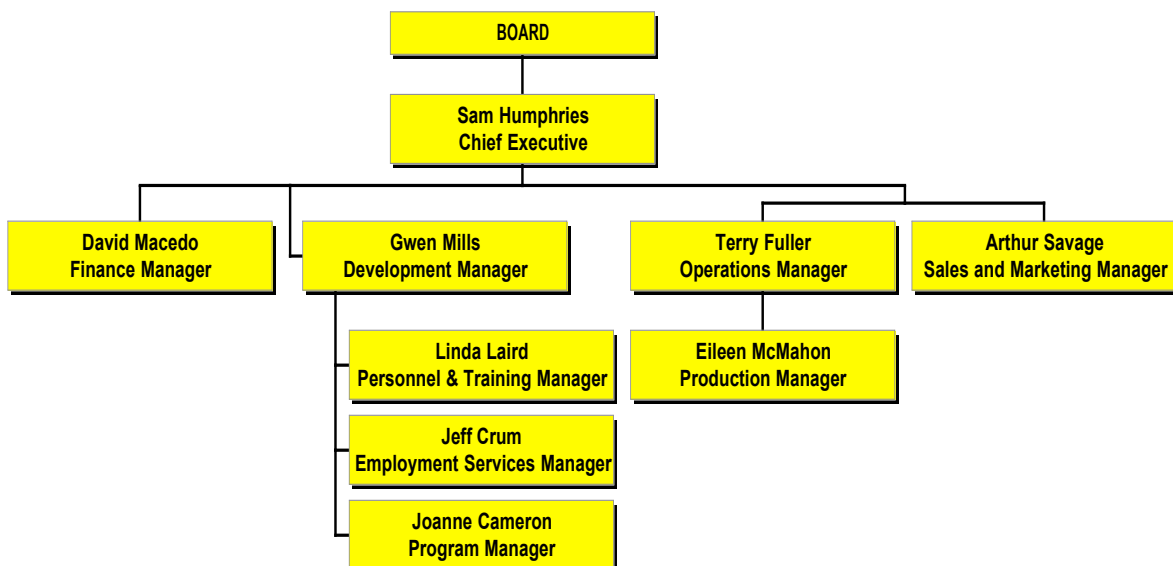 BOARD
Sam Humphries
Chief Executive
David Macedo
Finance Manager
Gwen Mills
Development Manager
Terry Fuller
Operations Manager
Arthur Savage
Sales and Marketing Manager
Linda Laird
Personnel & Training Manager
Eileen McMahon
Production Manager
Jeff Crum
Employment Services Manager
Joanne Cameron
Program Manager